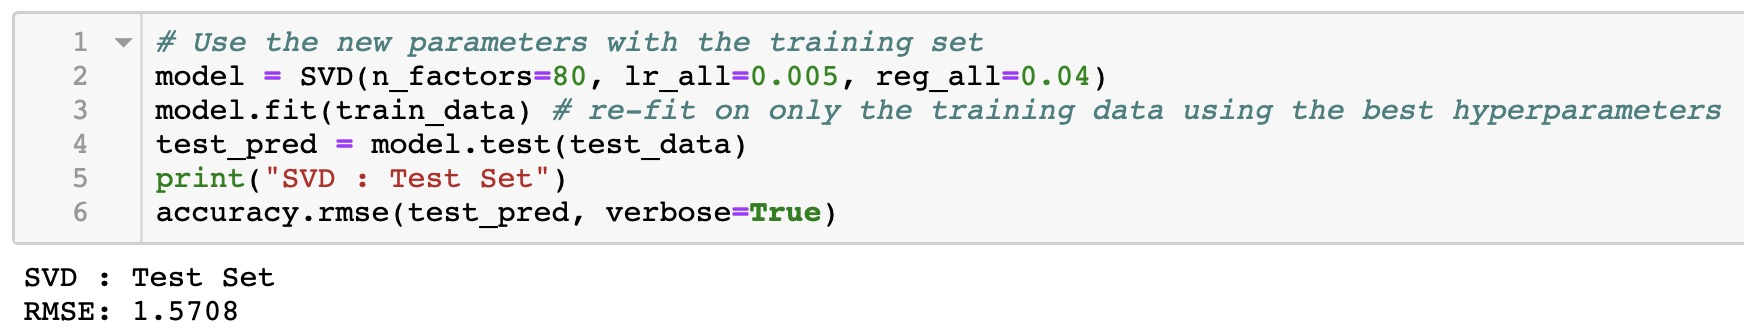 1 # Use the new parameters with the training set
2 model = SVD(n_factors=80, lr_all=0.005, reg_all=0.04)
3 model.fit(train_data) # re-fit on only the training data using the best hyperparameters
4 test_pred = model.test(test_data)
5 print("SVD : Test Set")
6 accuracy.rmse(test_pred, verbose=True)
SVD : Test Set
RMSE: 1.5708